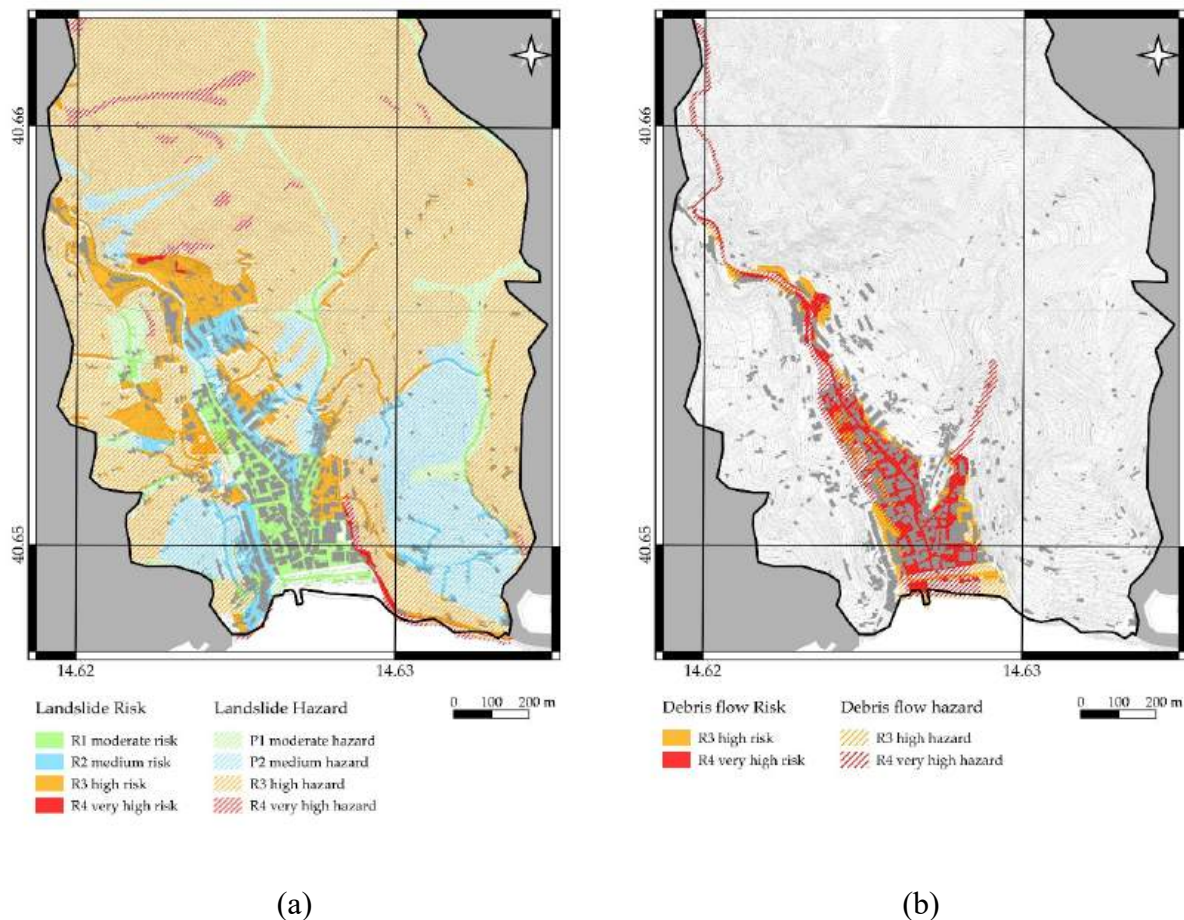 40.66
40.65
14.62
14.63
Landslide Risk
Landslide Hazard
0 100 200 m
R1 moderate risk
P1 moderate hazard
R2 medium risk
P2 medium hazard
R3 high risk
R3 high hazard
R4 very high risk
R4 very high hazard
(a)
40.66
40.65
14.62
14.63
Debris flow Risk
Debris flow hazard
0 100 200 m
R3 high risk
R3 high hazard
R4 very high risk
R4 very high hazard
(b)